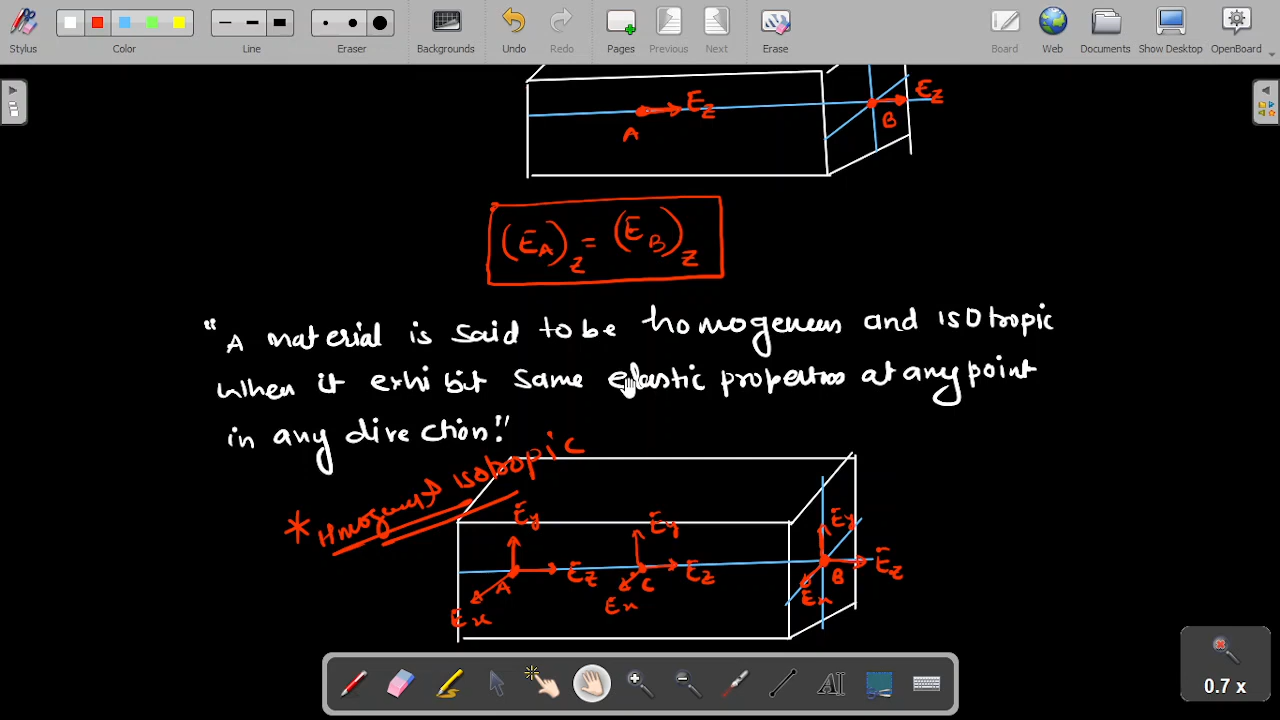 Stylus
Color
Line
Eraser
Backgrounds
Undo
Redo
Pages
Previous
Next
Erase
Board
Web
Documents
Show Desktop
OpenBoard
Ez
A
Ez
B
(EA)z = (EB)z
"A material is said to be homogeneous and isotropic
when it exhibit same elastic properties at any point
in any direction."
* Homogenus isotropic
Ey
Ez
A
Ex
Ey
Ez
C
Ex
Ey
Ez
B
Ex
AI
0.7 x